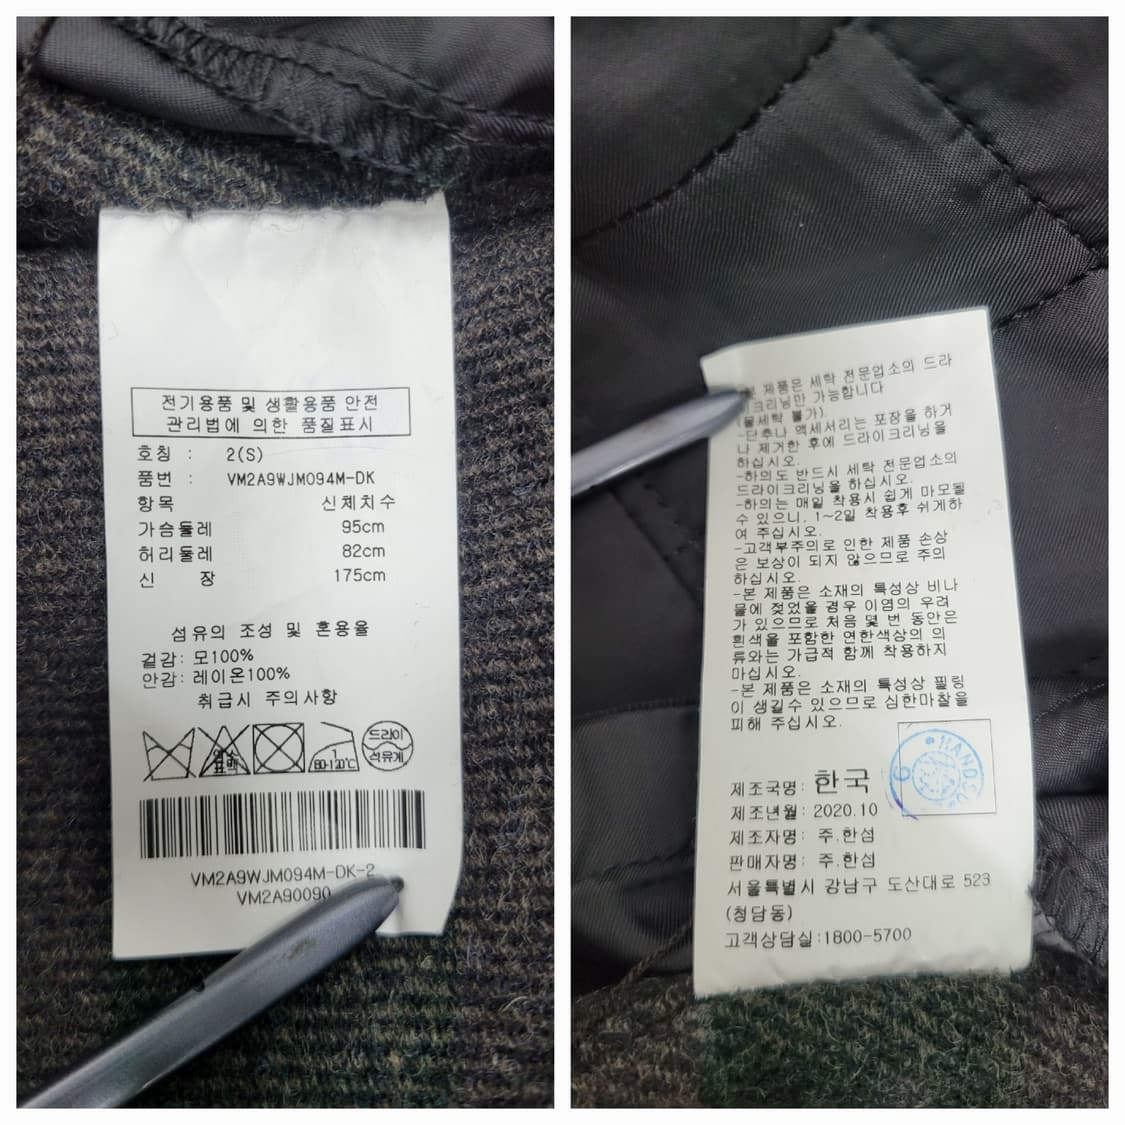 전기용품 및 생활용품 안전
관리법에 의한 품질표시
호칭 : 2(S)
품번 : VM2A9WJM094M-DK
항목 신체치수
가슴둘레 95cm
허리둘레 82cm
신 장 175cm
섬유의 조성 및 혼용율
겉감: 모100%
안감: 레이온100%
취급시 주의사항
염소
표백
80-120℃
드라이
석유계
VM2A9WJM094M-DK-2
VM2A90090
제품은 세탁 전문업소의 드라
이크리닝만 가능합니다
(물세탁 불가).
-단추나 액세서리는 포장을 하거
나 제거한 후에 드라이크리닝을
하십시오.
-하의도 반드시 세탁 전문업소의
드라이크리닝을 하십시오.
-하의는 매일 착용시 쉽게 마모될
수 있으니, 1~2일 착용후 쉬게하
여 주십시오.
-고객부주의로 인한 제품 손상
은 보상이 되지 않으므로 주의
하십시오.
-본 제품은 소재의 특성상 비나
물에 젖었을 경우 이염의 우려
가 있으므로 처음 몇 번 동안은
흰색을 포함한 연한색상의 의
류와는 가급적 함께 착용하지
마십시오.
-본 제품은 소재의 특성상 필링
이 생길수 있으므로 심한마찰을
피해 주십시오.
제조국명: 한국
제조년월: 2020.10
제조자명: 주.한섬
판매자명: 주.한섬
서울특별시 강남구 도산대로 523
(청담동)
고객상담실:1800-5700